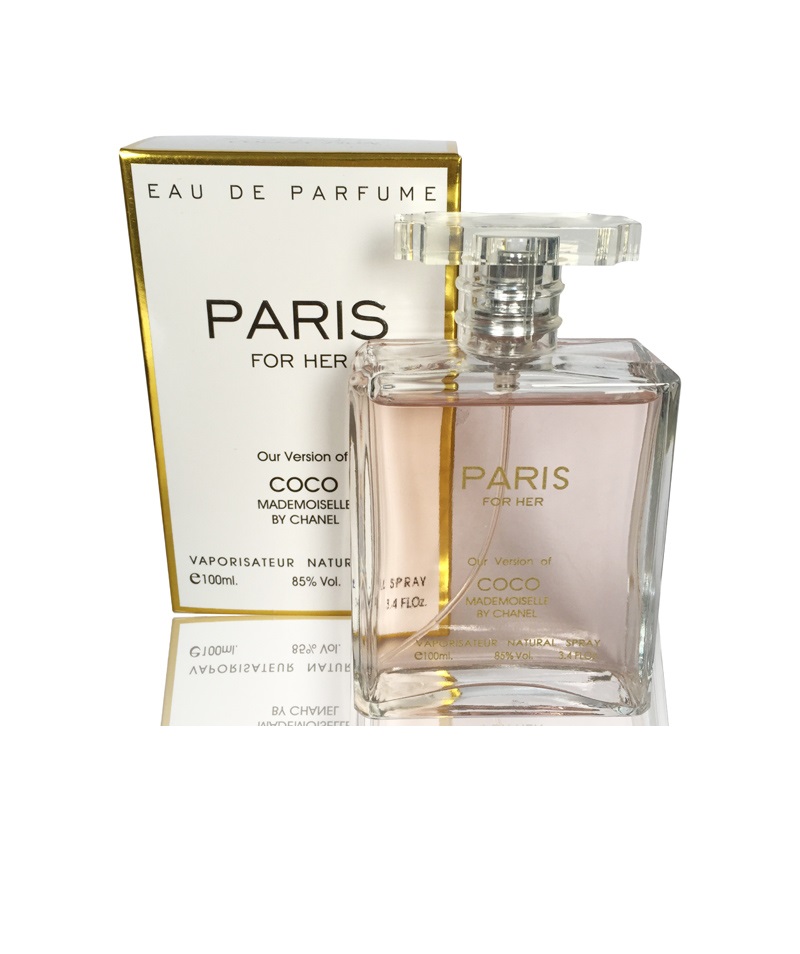 EAU DE PARFUME
PARIS
FOR HER
Our Version of
COCO
MADEMOISELLE
BY CHANEL
VAPORISATEUR NATUR
℮100ml. 85% Vol.
SPRAY
3.4 FLOz.
PARIS
FOR HER
Our Version of
COCO
MADEMOISELLE
BY CHANEL
VAPORISATEUR NATURAL SPRAY
℮100ml. 85% Vol. 3.4 FLOz.